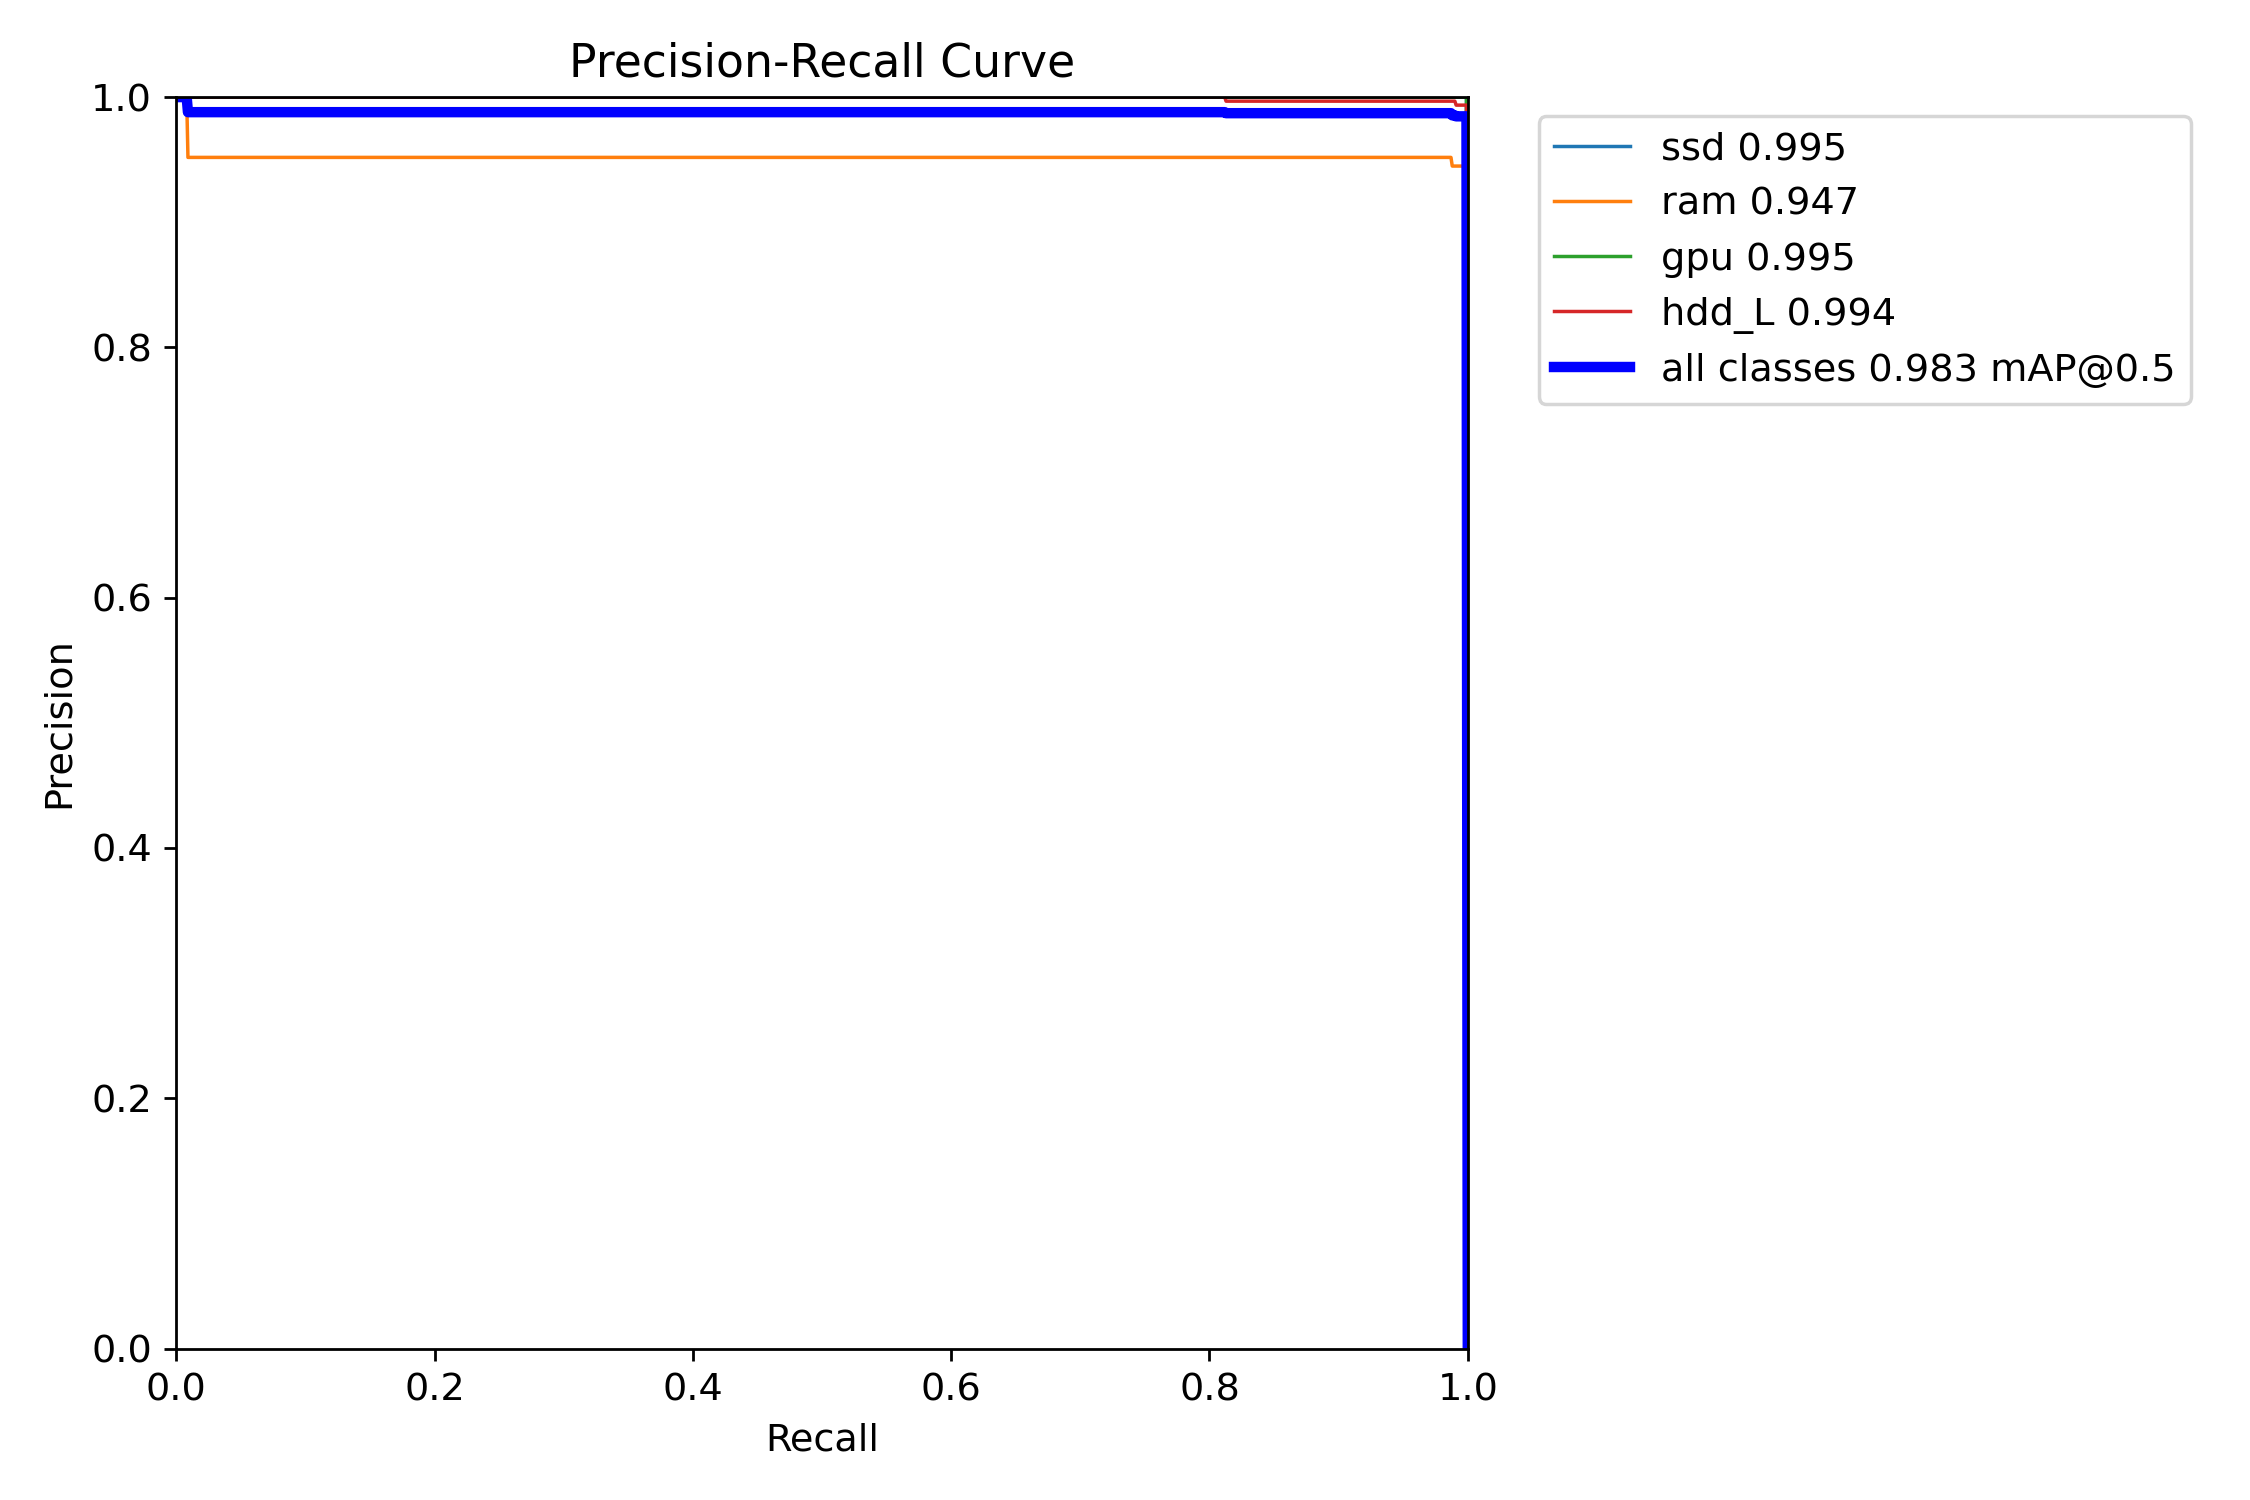 Precision-Recall Curve
1.0
0.8
0.6
0.4
0.2
0.0
Precision
0.0 0.2 0.4 0.6 0.8 1.0
Recall
ssd 0.995
ram 0.947
gpu 0.995
hdd_L 0.994
all classes 0.983 mAP@0.5